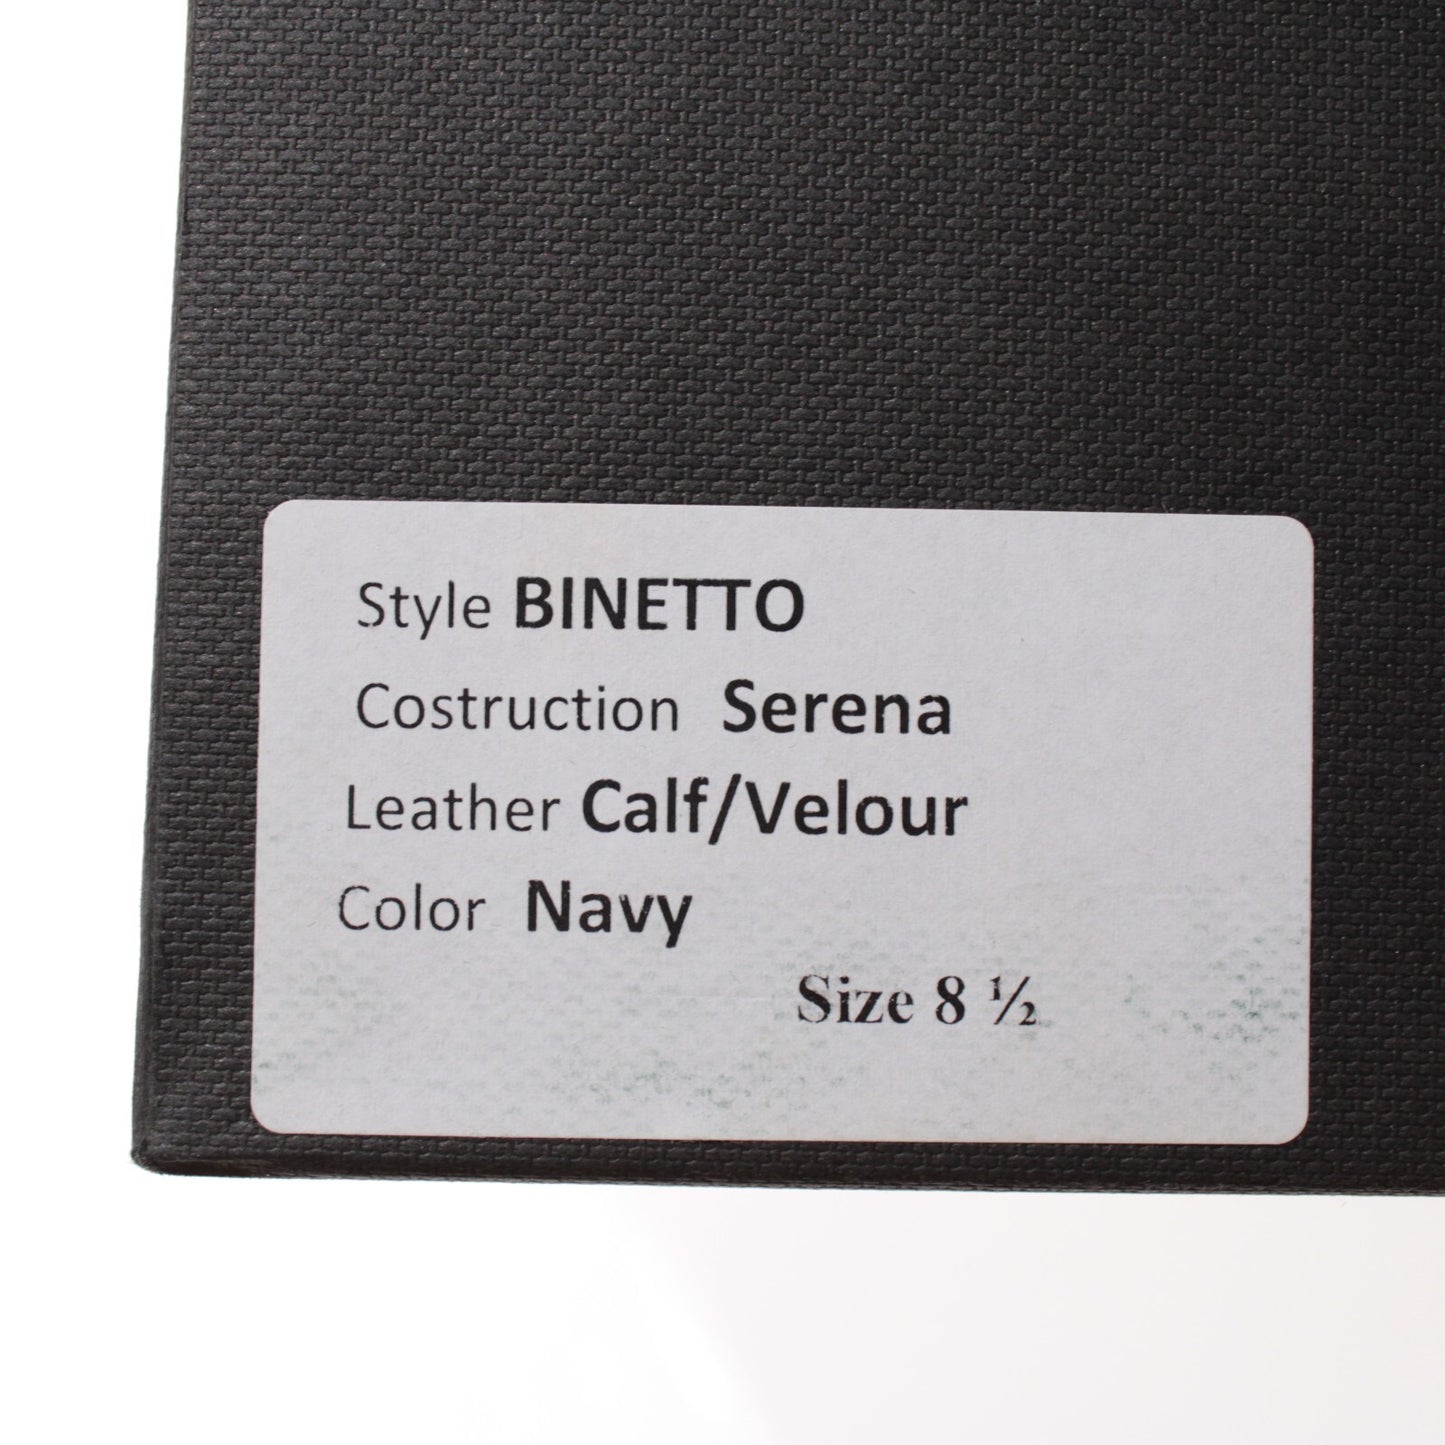 Style BINETTO
Costruction Serena
Leather Calf/Velour
Color Navy
Size 8 ½